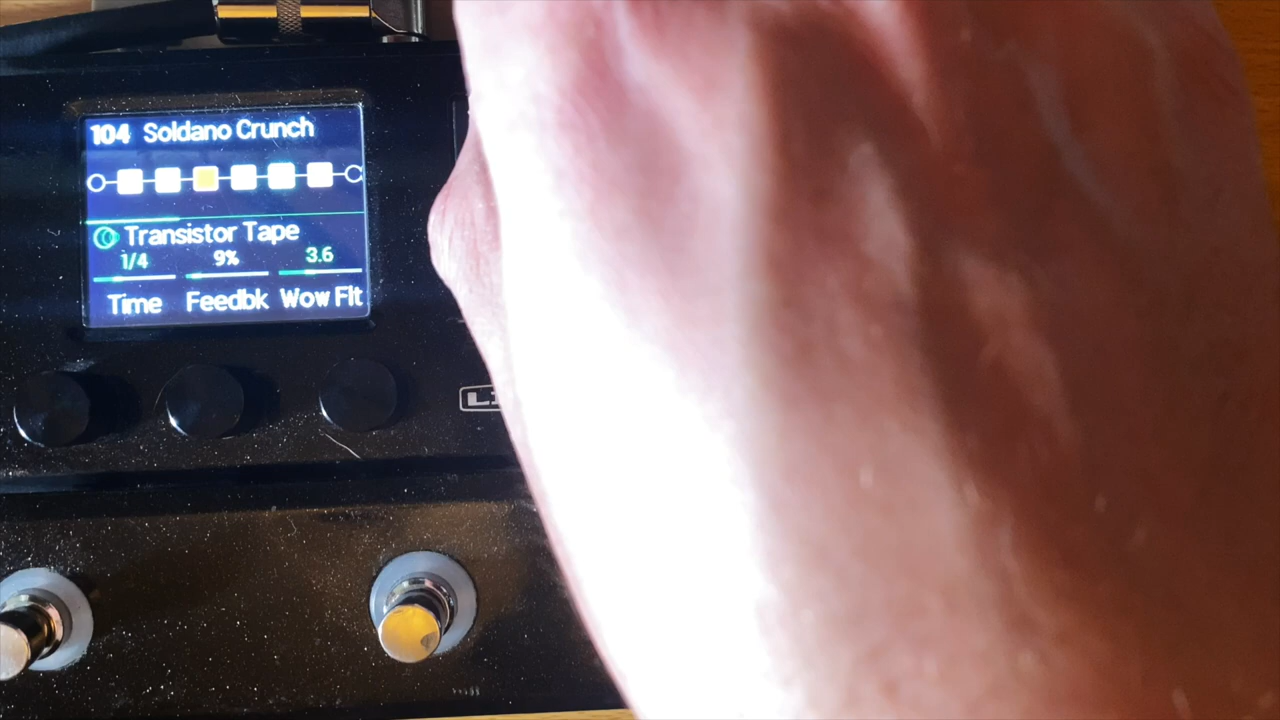 104 Soldano Crunch
Transistor Tape
1/4 9% 3.6
Time Feedbk Wow Flt